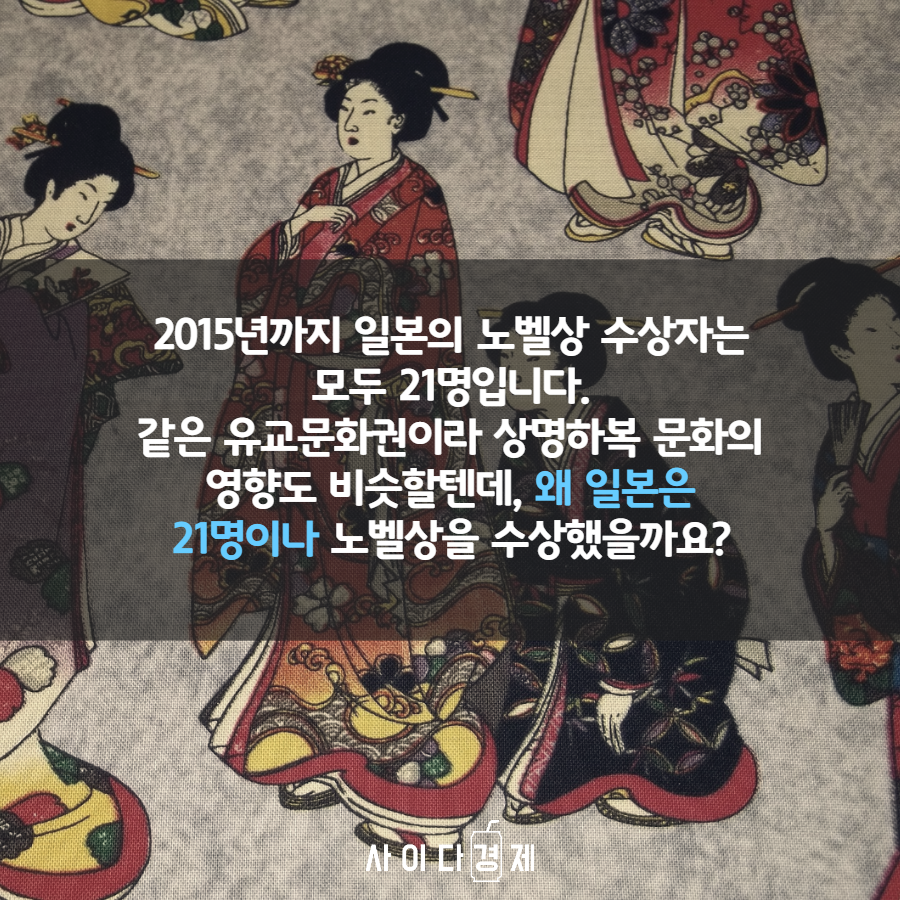 2015년까지 일본의 노벨상 수상자는
모두 21명입니다.
같은 유교문화권이라 상명하복 문화의
영향도 비슷할텐데, 왜 일본은
21명이나 노벨상을 수상했을까요?
사이다경제